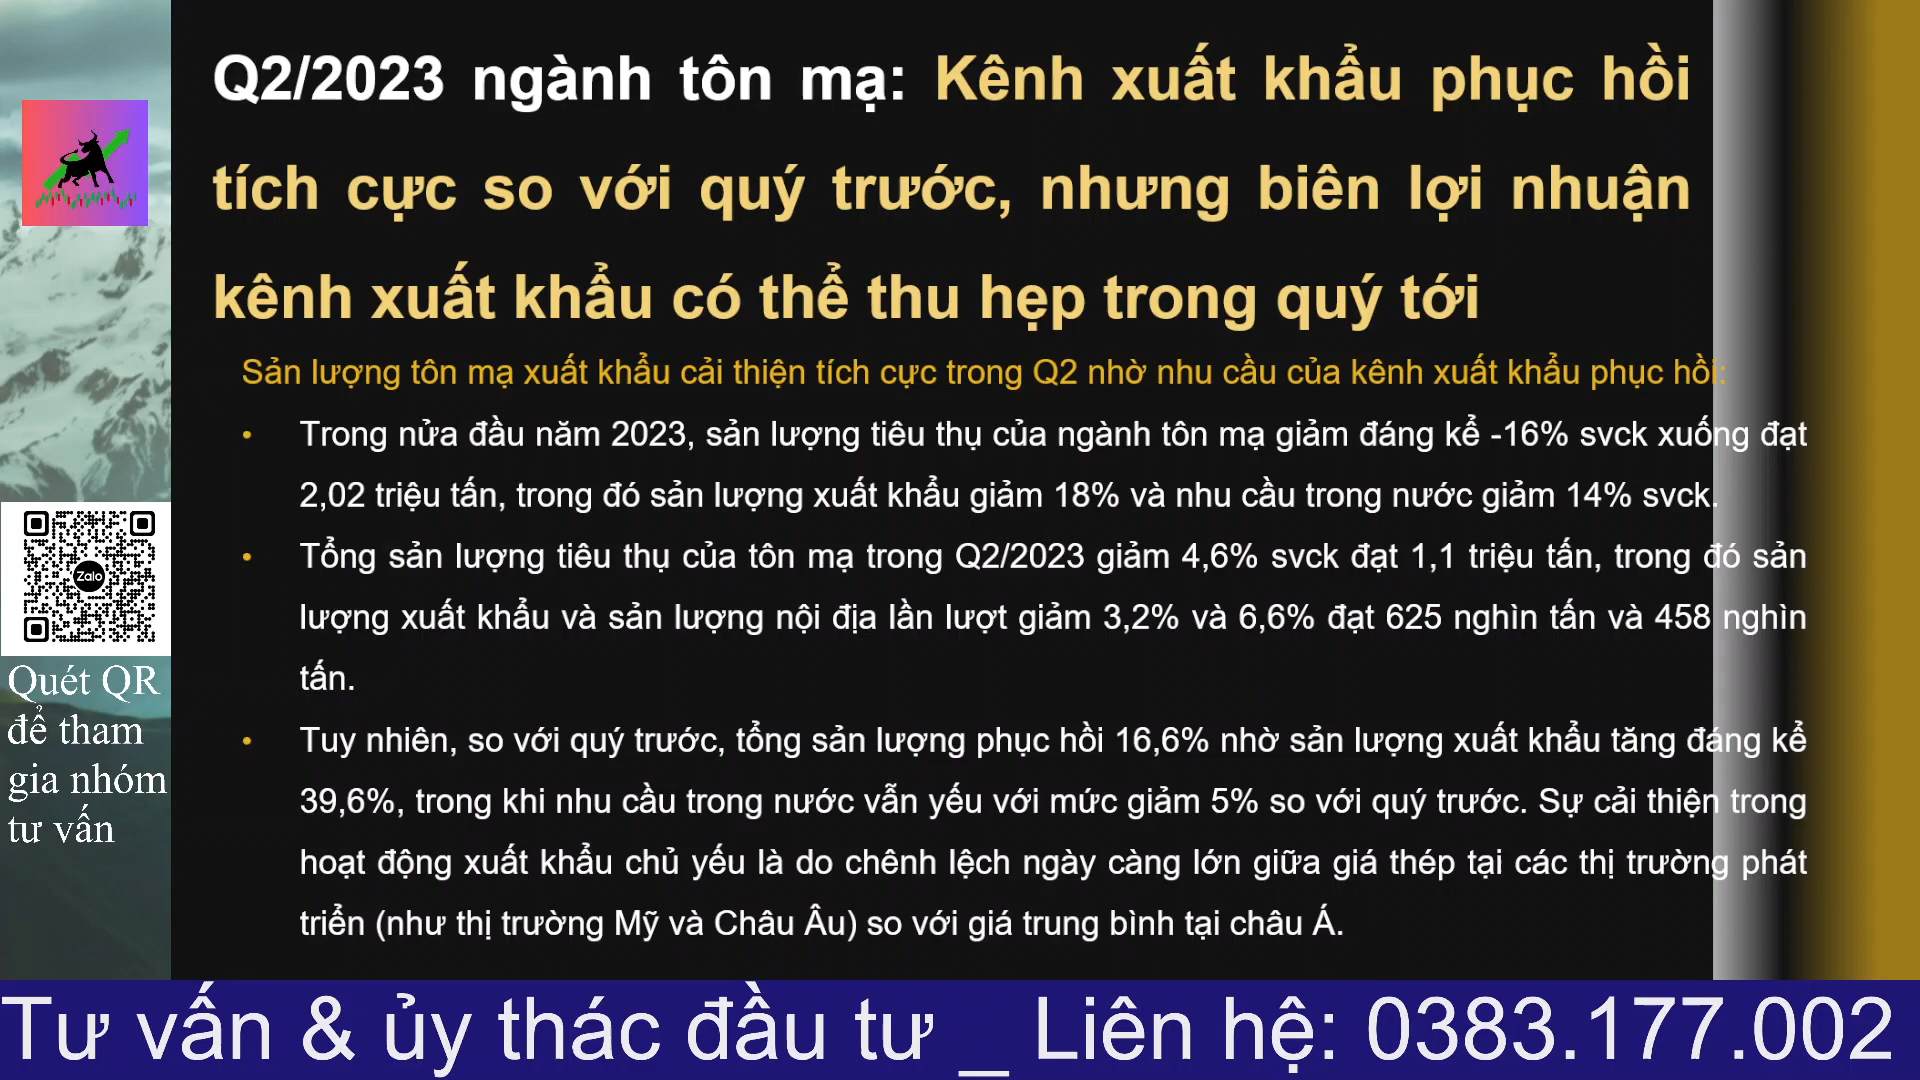 Q2/2023 ngành tôn mạ: Kênh xuất khẩu phục hồi
tích cực so với quý trước, nhưng biên lợi nhuận
kênh xuất khẩu có thể thu hẹp trong quý tới
Sản lượng tôn mạ xuất khẩu cải thiện tích cực trong Q2 nhờ nhu cầu của kênh xuất khẩu phục hồi:
• Trong nửa đầu năm 2023, sản lượng tiêu thụ của ngành tôn mạ giảm đáng kể -16% svck xuống đạt
2,02 triệu tấn, trong đó sản lượng xuất khẩu giảm 18% và nhu cầu trong nước giảm 14% svck.
• Tổng sản lượng tiêu thụ của tôn mạ trong Q2/2023 giảm 4,6% svck đạt 1,1 triệu tấn, trong đó sản
lượng xuất khẩu và sản lượng nội địa lần lượt giảm 3,2% và 6,6% đạt 625 nghìn tấn và 458 nghìn
tấn.
• Tuy nhiên, so với quý trước, tổng sản lượng phục hồi 16,6% nhờ sản lượng xuất khẩu tăng đáng kể
39,6%, trong khi nhu cầu trong nước vẫn yếu với mức giảm 5% so với quý trước. Sự cải thiện trong
hoạt động xuất khẩu chủ yếu là do chênh lệch ngày càng lớn giữa giá thép tại các thị trường phát
triển (như thị trường Mỹ và Châu Âu) so với giá trung bình tại châu Á.
Zalo
Quét QR
để tham
gia nhóm
tư vấn
Tư vấn & ủy thác đầu tư _ Liên hệ: 0383.177.002